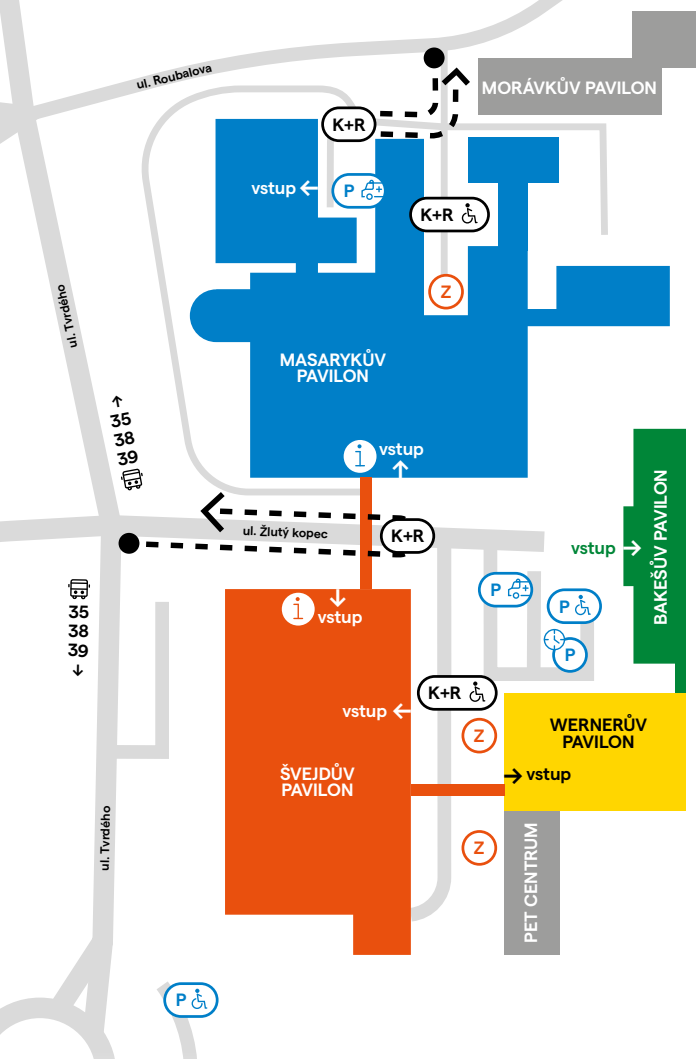 ul. Roubalova
MORÁVKŮV PAVILON
K+R
vstup
P
K+R
Z
ul. Tvrdého
MASARYKŮV
PAVILON
35
38
39
i
vstup
K+R
ul. Žlutý kopec
vstup
BAKEŠŮV PAVILON
P
P
P
35
38
39
i
vstup
K+R
vstup
Z
WERNERŮV
PAVILON
vstup
ŠVEJDŮV
PAVILON
ul. Tvrdého
Z
PET CENTRUM
P